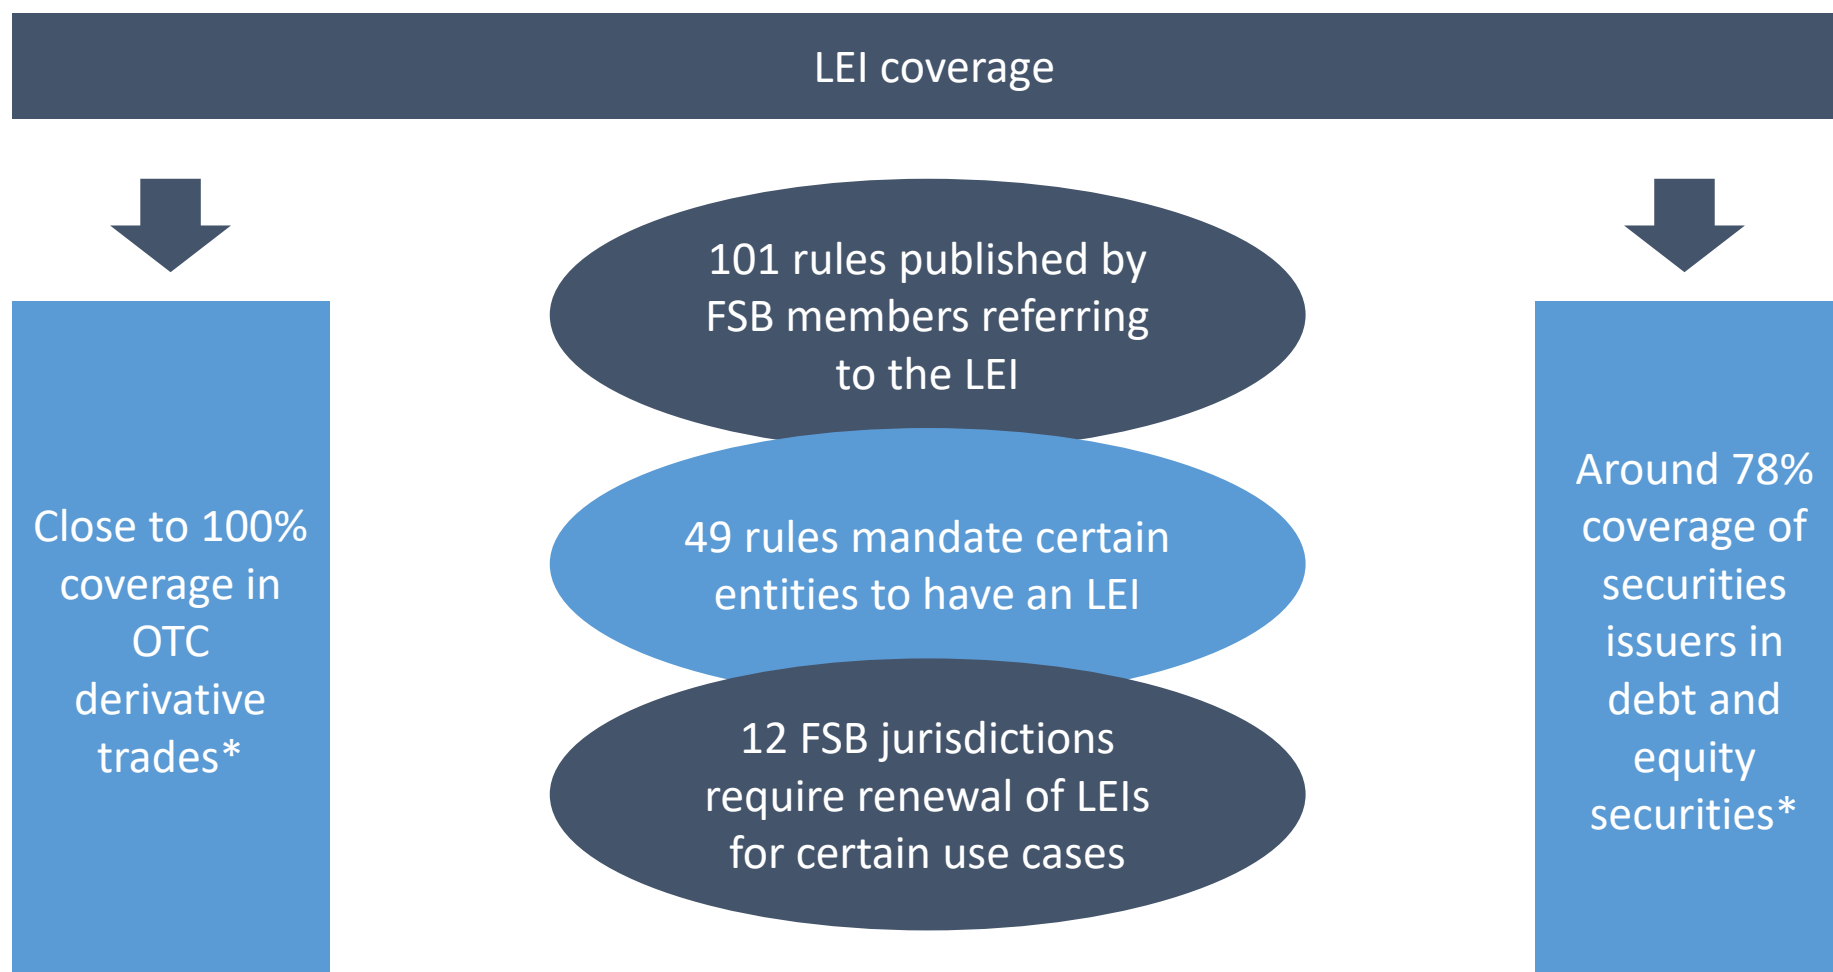 LEI coverage
Close to 100%
coverage in
OTC
derivative
trades*
101 rules published by
FSB members referring
to the LEI
49 rules mandate certain
entities to have an LEI
12 FSB jurisdictions
require renewal of LEIs
for certain use cases
Around 78%
coverage of
securities
issuers in
debt and
equity
securities*